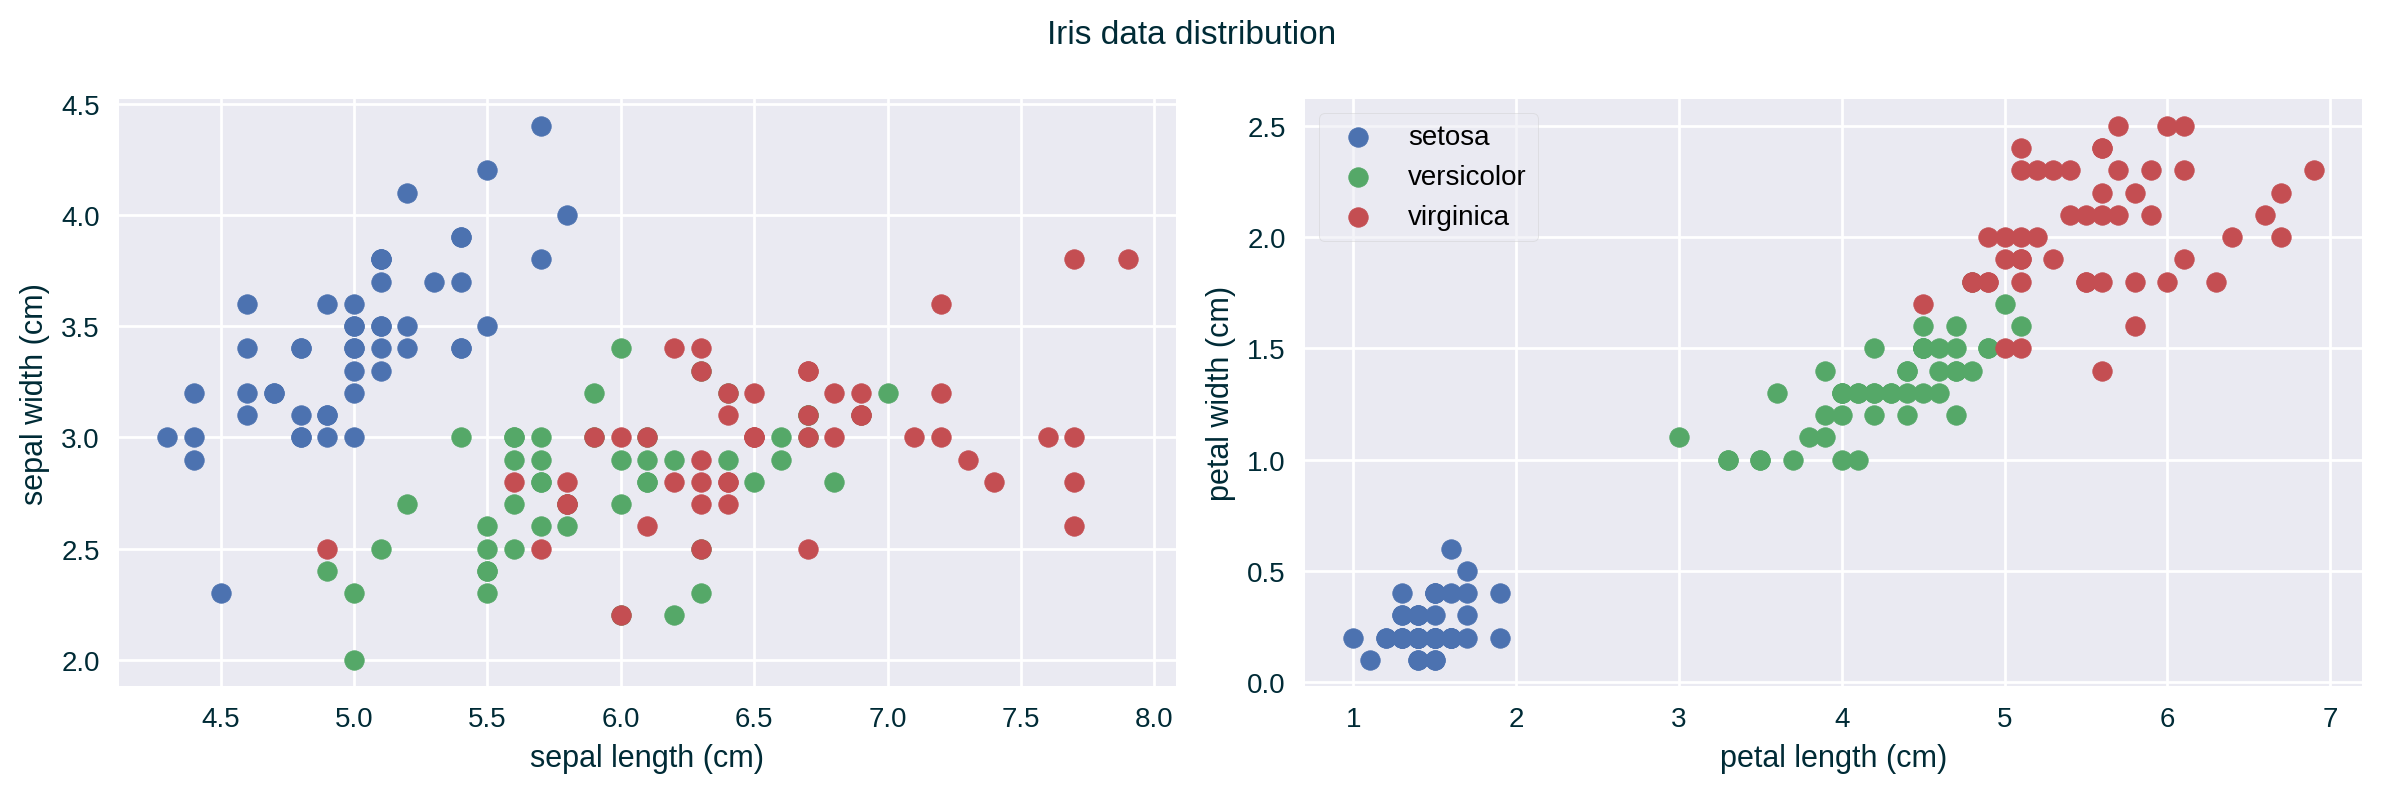 Iris data distribution
4.5
4.0
3.5
3.0
2.5
2.0
sepal width (cm)
4.5 5.0 5.5 6.0 6.5 7.0 7.5 8.0
sepal length (cm)
2.5
2.0
1.5
1.0
0.5
0.0
petal width (cm)
setosa
versicolor
virginica
1 2 3 4 5 6 7
petal length (cm)